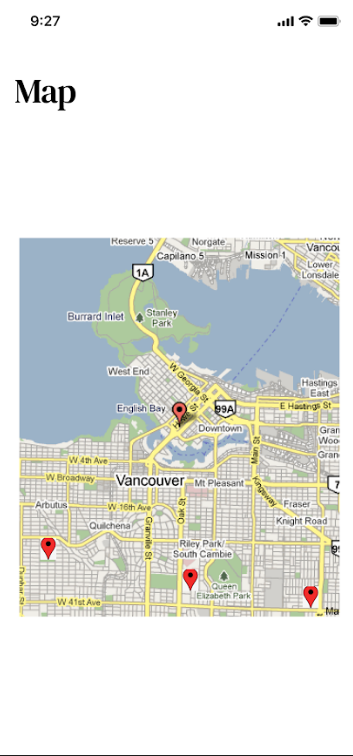 9:27
Map
Reserve 5
Norgate
Capilano 5
Mission 1
Lower
Lonsdale
1A
Stanley
Park
Burrard Inlet
West End
W Georgia St
Hastings
East
English Bay
99A
E Hastings St
Downtown
Main St
W 4th Ave
W Broadway
Vancouver
Mt Pleasant
Kingsway
7
Arbutus
W 16th Ave
Oak St
Fraser
Quilchena
Granville St
Knight Road
Riley Park/
South Cambie
Queen
Elizabeth Park
Dunbar St
W 41st Ave